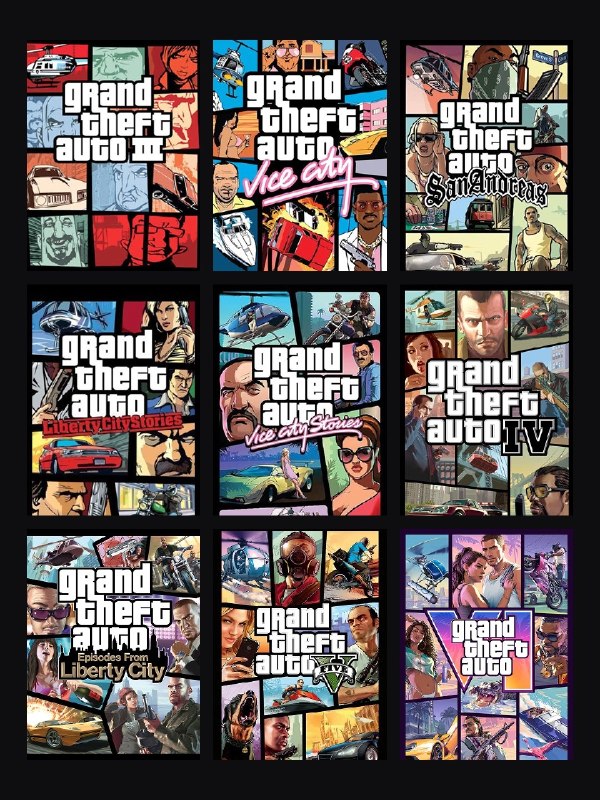 grand
theft
auto III
grand
theft
auto
Vice City
grand
theft
auto
San Andreas
grand
theft
auto
Liberty City Stories
grand
theft
auto
Vice City Stories
grand
theft
auto IV
grand
theft
auto
Episodes From
Liberty City
grand
theft
auto V
FIVE
grand
theft
auto VI